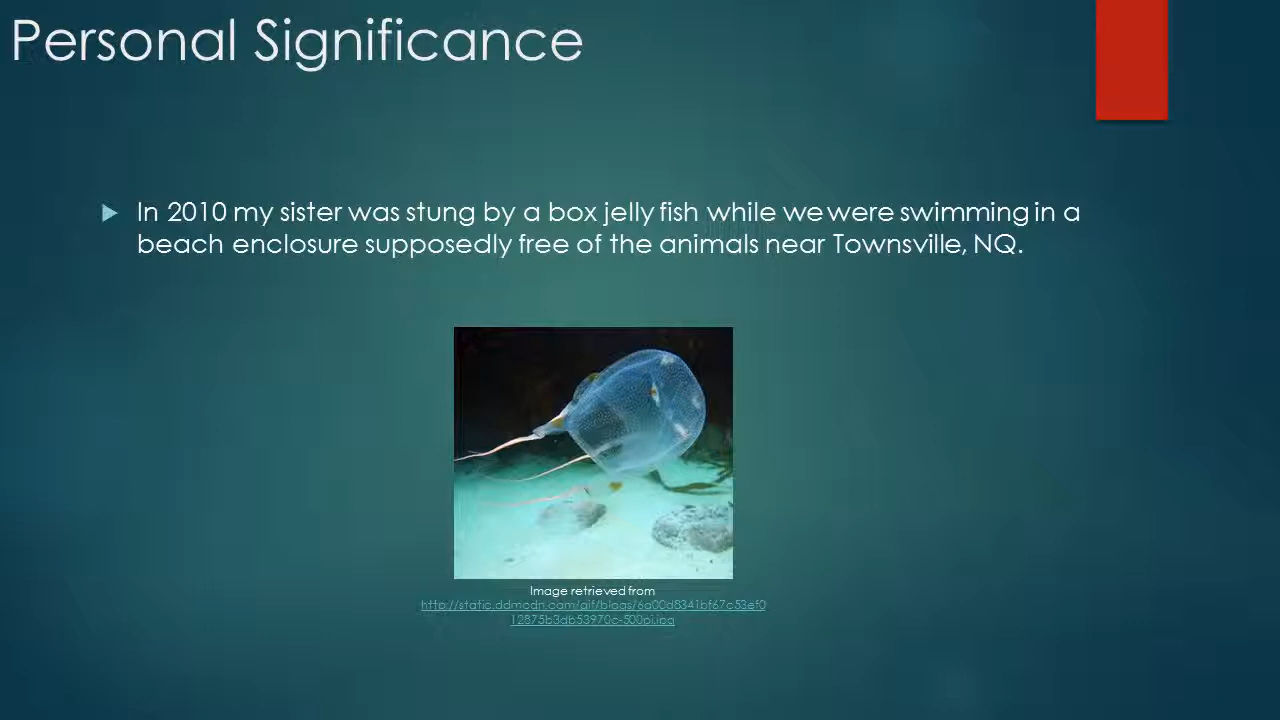 Personal Significance
In 2010 my sister was stung by a box jelly fish while we were swimming in a
beach enclosure supposedly free of the animals near Townsville, NQ.
Image retrieved from
http://static.ddmcdn.com/gif/blogs/6a00d8341bf67c53ef0
12875b3db53970c-500pi.jpg